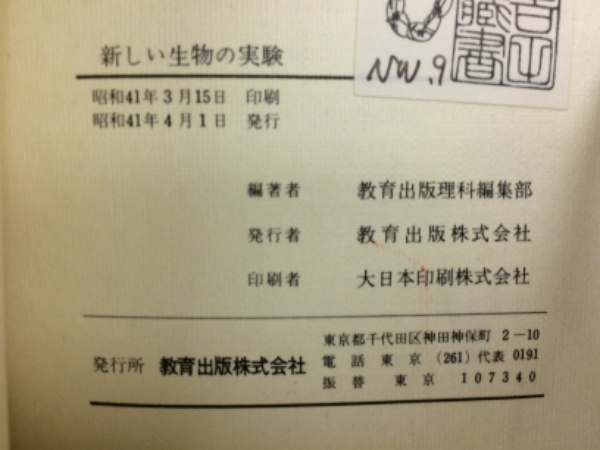 新しい生物の実験
NW.9
蔵書
昭和41年3月15日 印刷
昭和41年4月1日 発行
編著者 教育出版理科編集部
発行者 教育出版株式会社
印刷者 大日本印刷株式会社
発行所 教育出版株式会社
東京都千代田区神田神保町 2-10
電話 東京 (261) 代表 0191
振替 東京 107340